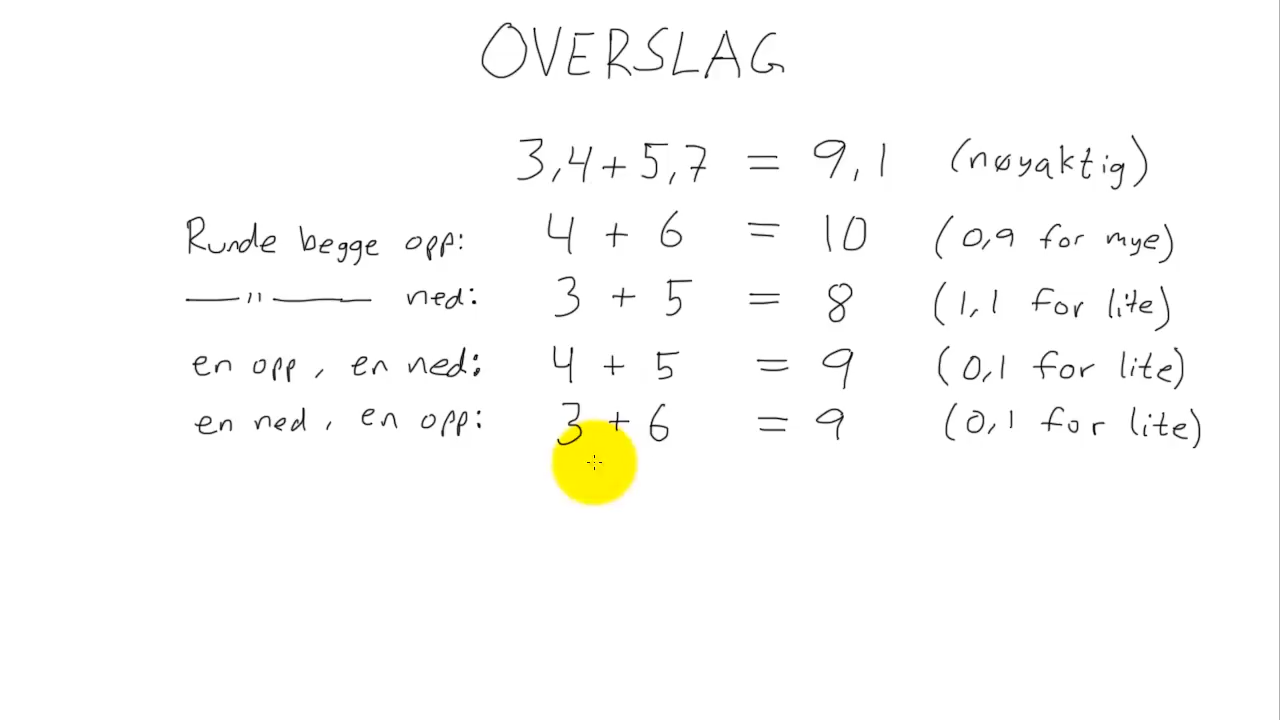 OVERSLAG
3,4 + 5,7 = 9,1 (nøyaktig)
Runde begge opp: 4 + 6 = 10 (0,9 for mye)
—"— ned: 3 + 5 = 8 (1,1 for lite)
en opp, en ned: 4 + 5 = 9 (0,1 for lite)
en ned, en opp: 3 + 6 = 9 (0,1 for lite)